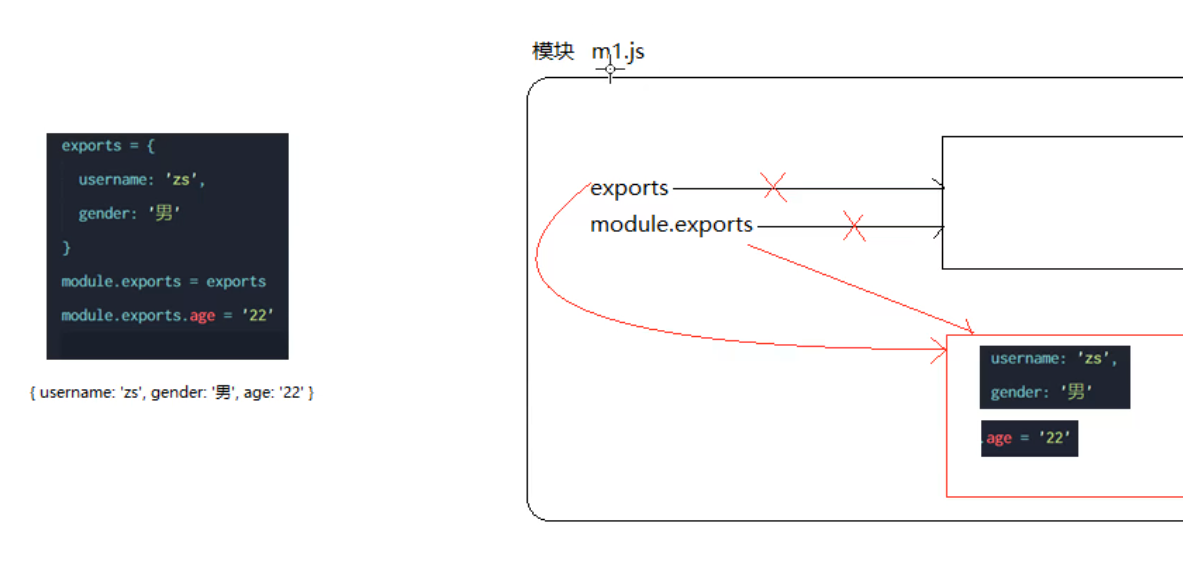 模块 m1.js
exports = {
username: 'zs',
gender: '男'
}
module.exports = exports
module.exports.age = '22'
{ username: 'zs', gender: '男', age: '22' }
exports
module.exports
username: 'zs',
gender: '男'
.age = '22'